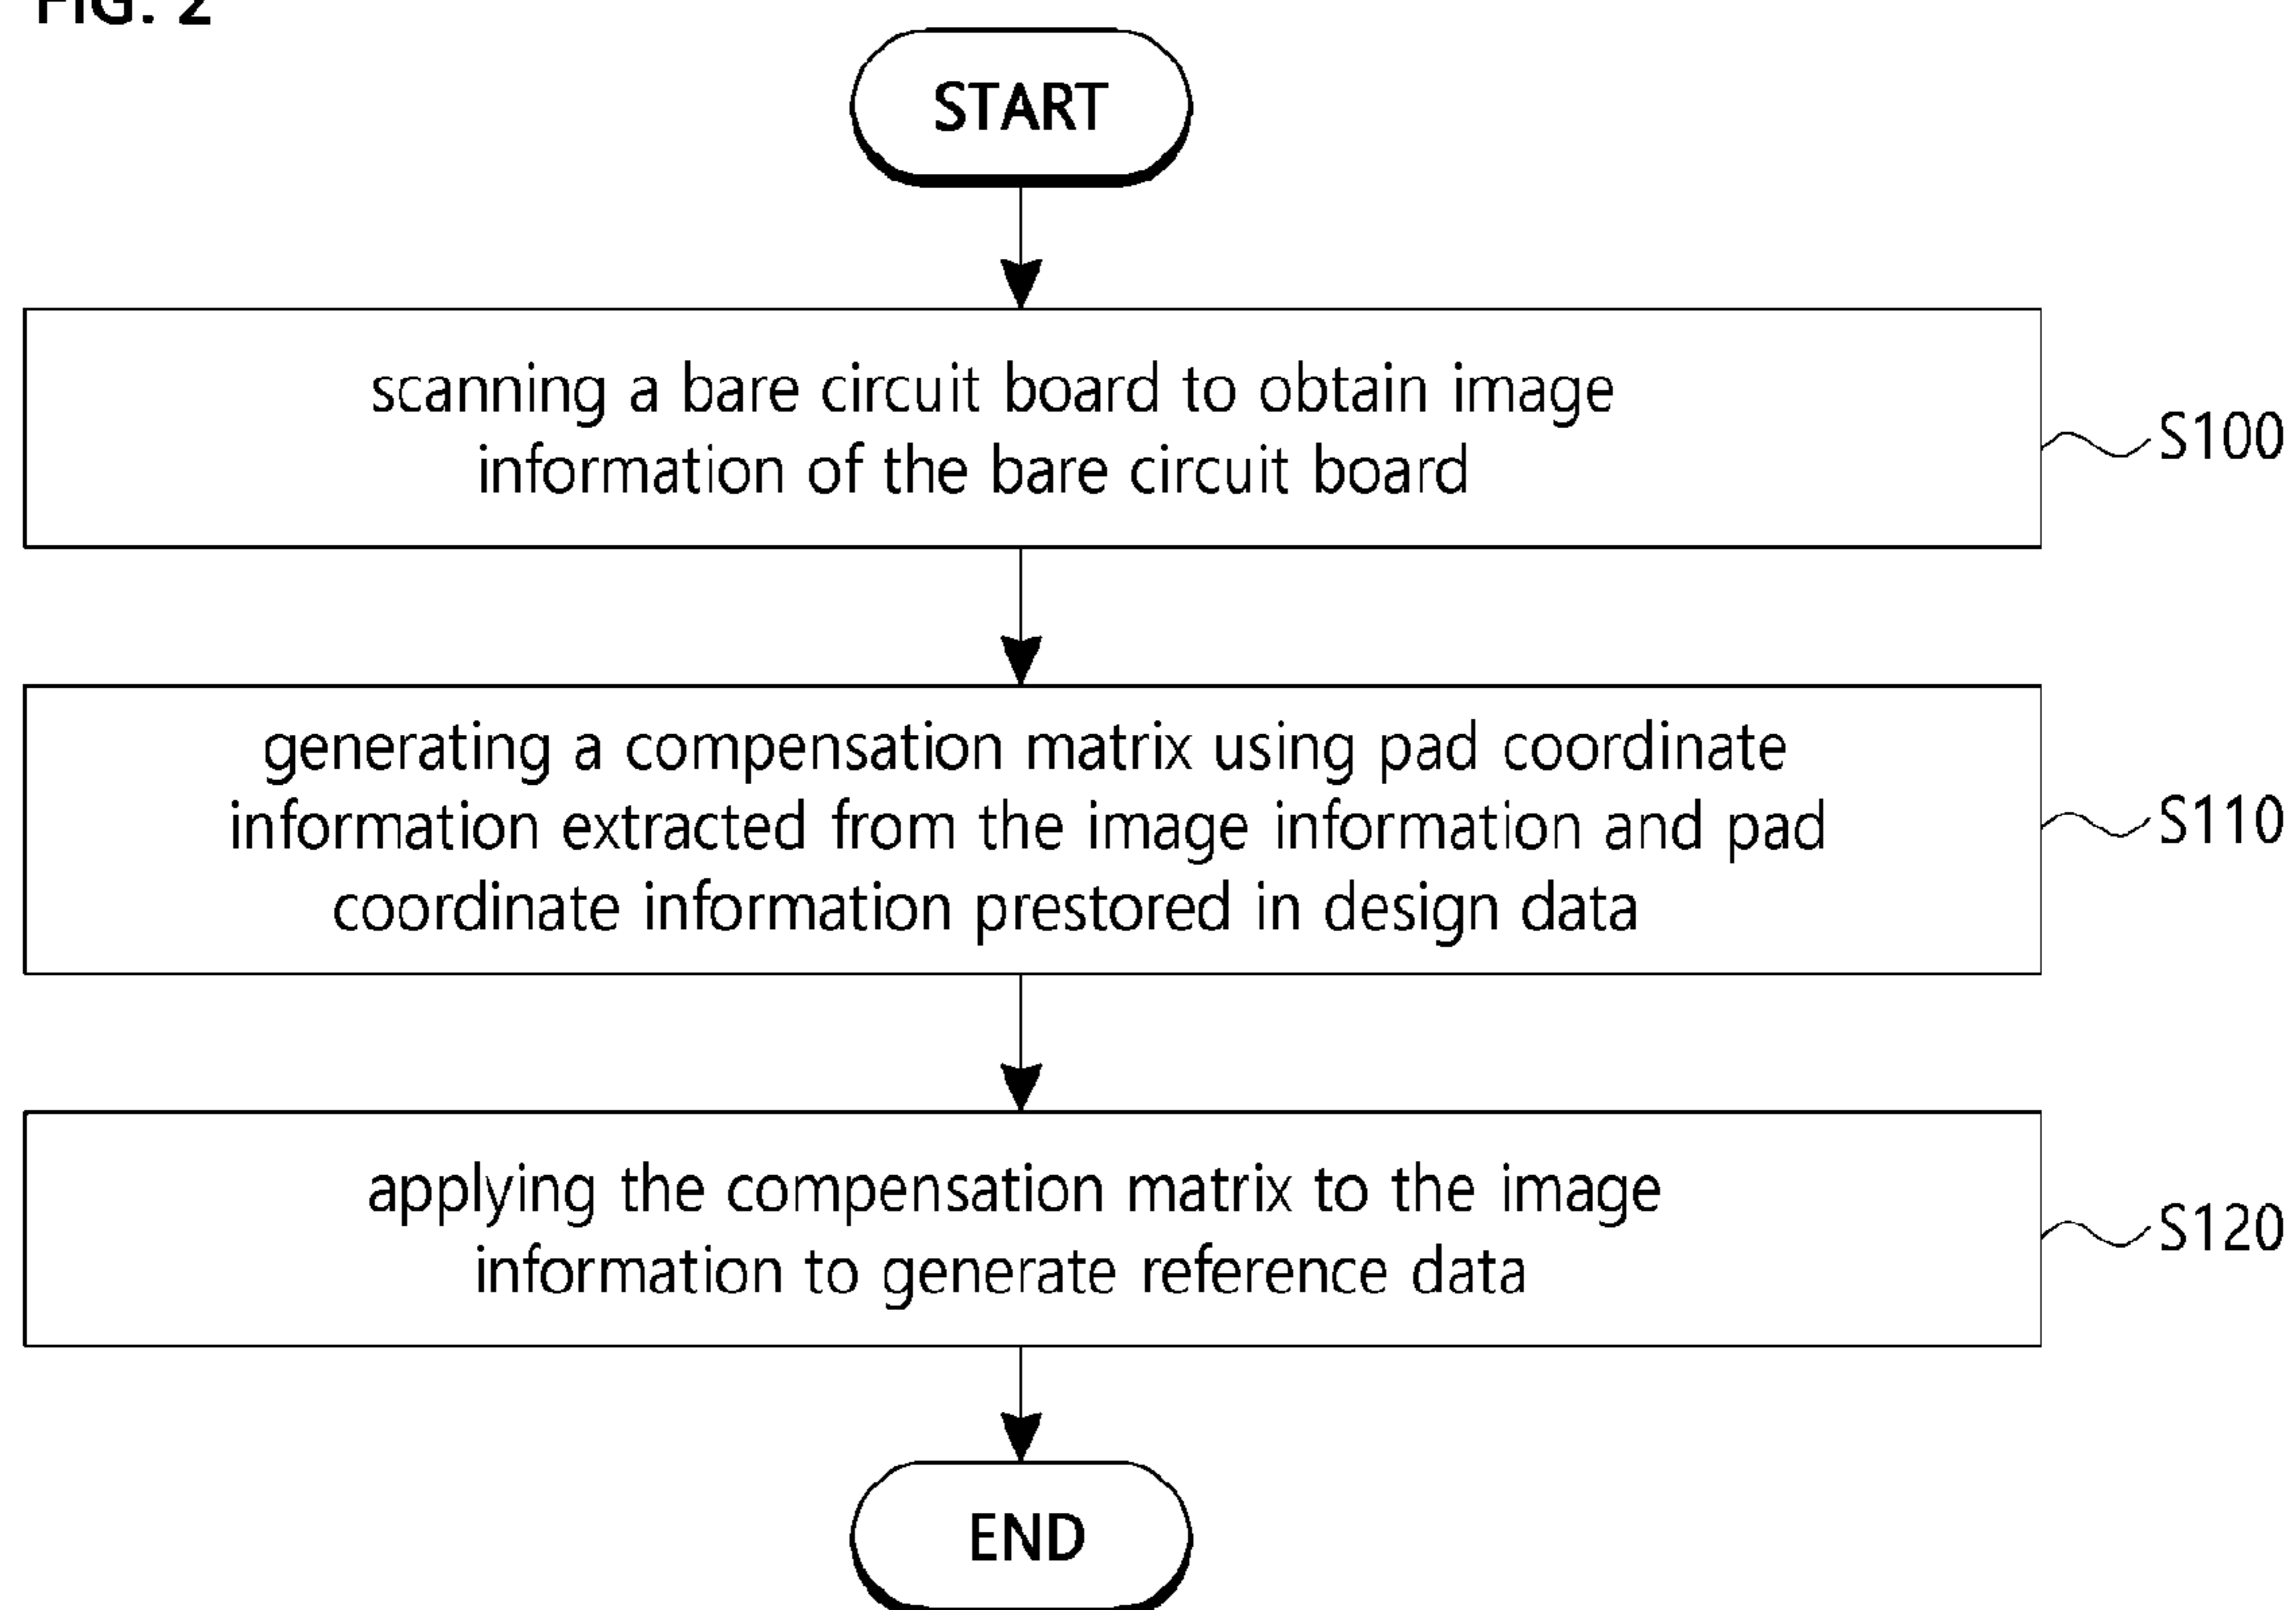 FIG. 2
START
scanning a bare circuit board to obtain image
information of the bare circuit board
S100
generating a compensation matrix using pad coordinate
information extracted from the image information and pad
coordinate information prestored in design data
S110
applying the compensation matrix to the image
information to generate reference data
S120
END